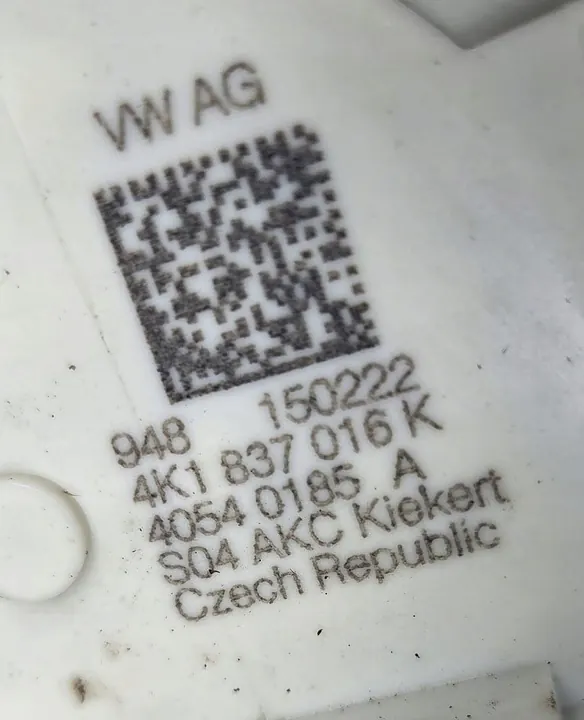 VW AG
948 150222
4K1 837 016 K
4054 0185 A
S04 AKC Kiekert
Czech Republic